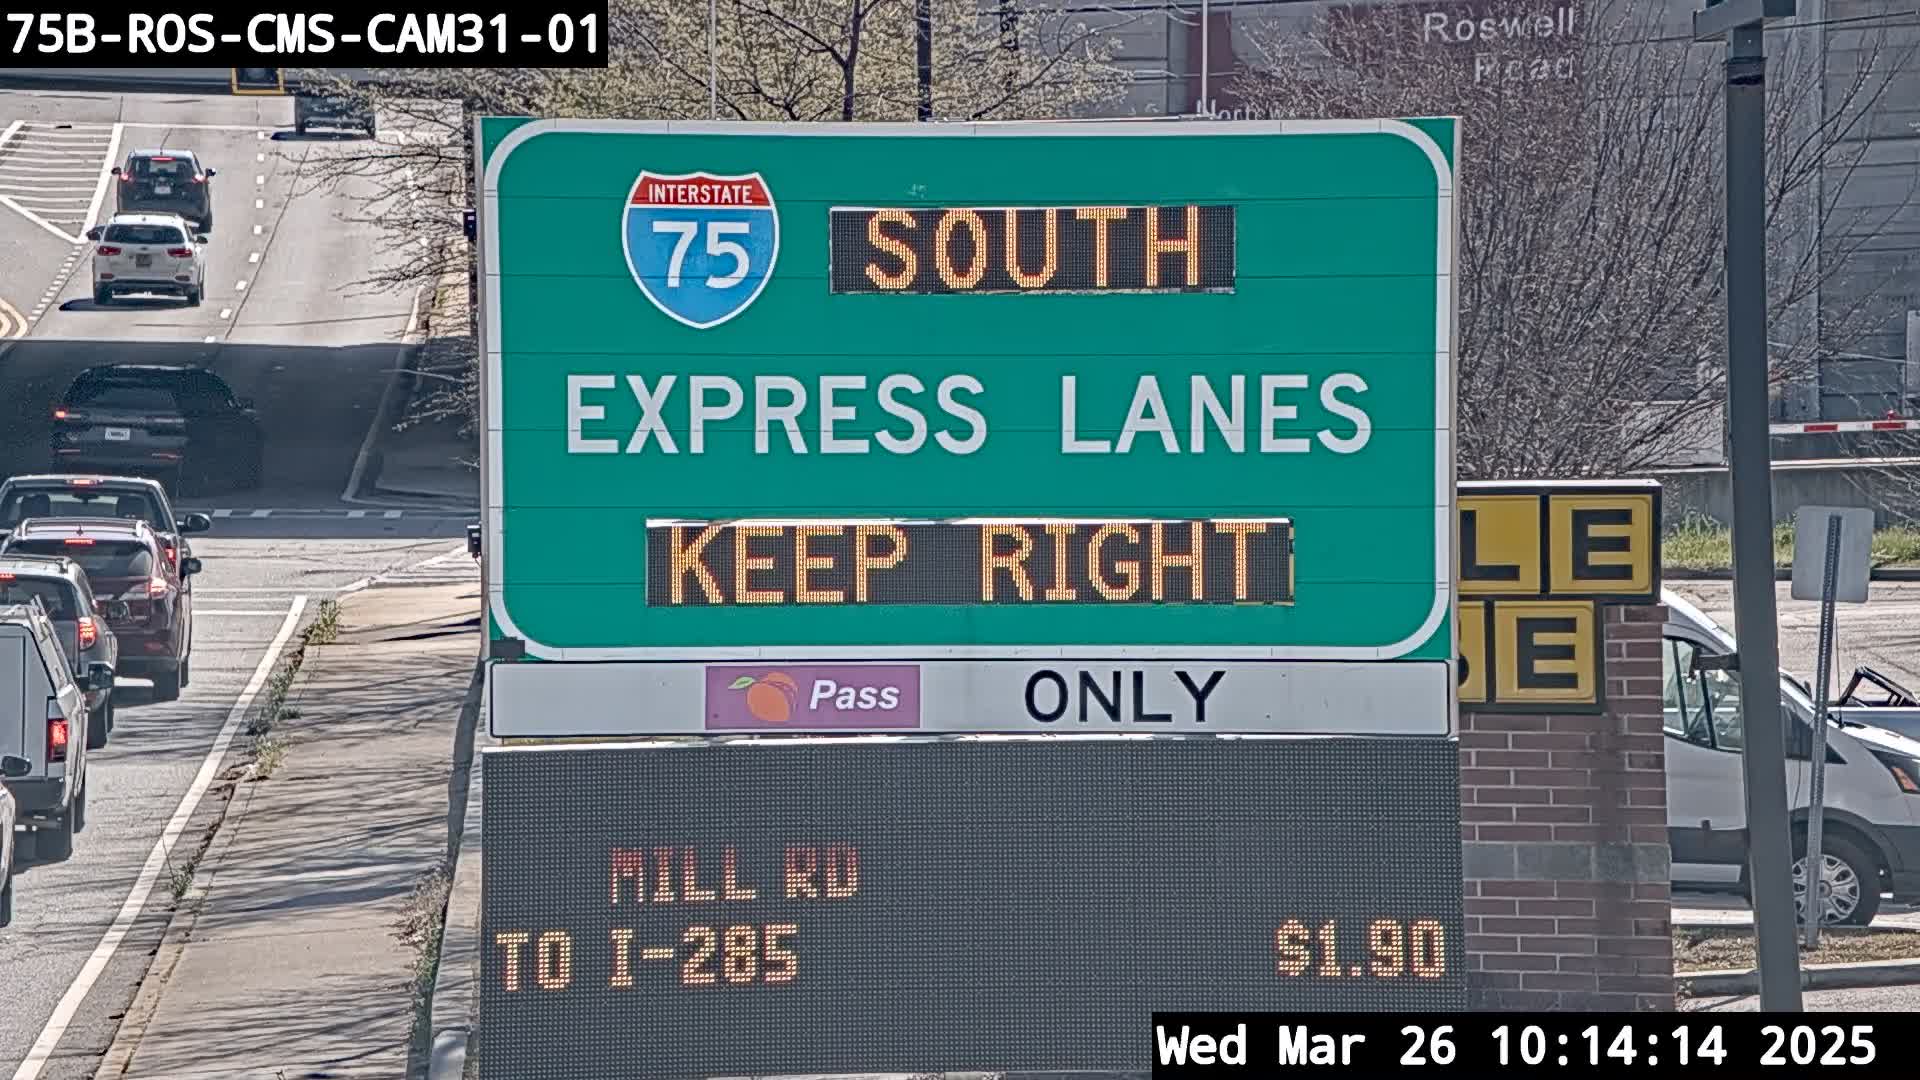 75B-ROS-CMS-CAM31-01
Roswell
Road
INTERSTATE
75
SOUTH
EXPRESS LANES
KEEP RIGHT
LE
E
Pass ONLY
MILL RD
TO I-285 $1.90
Wed Mar 26 10:14:14 2025